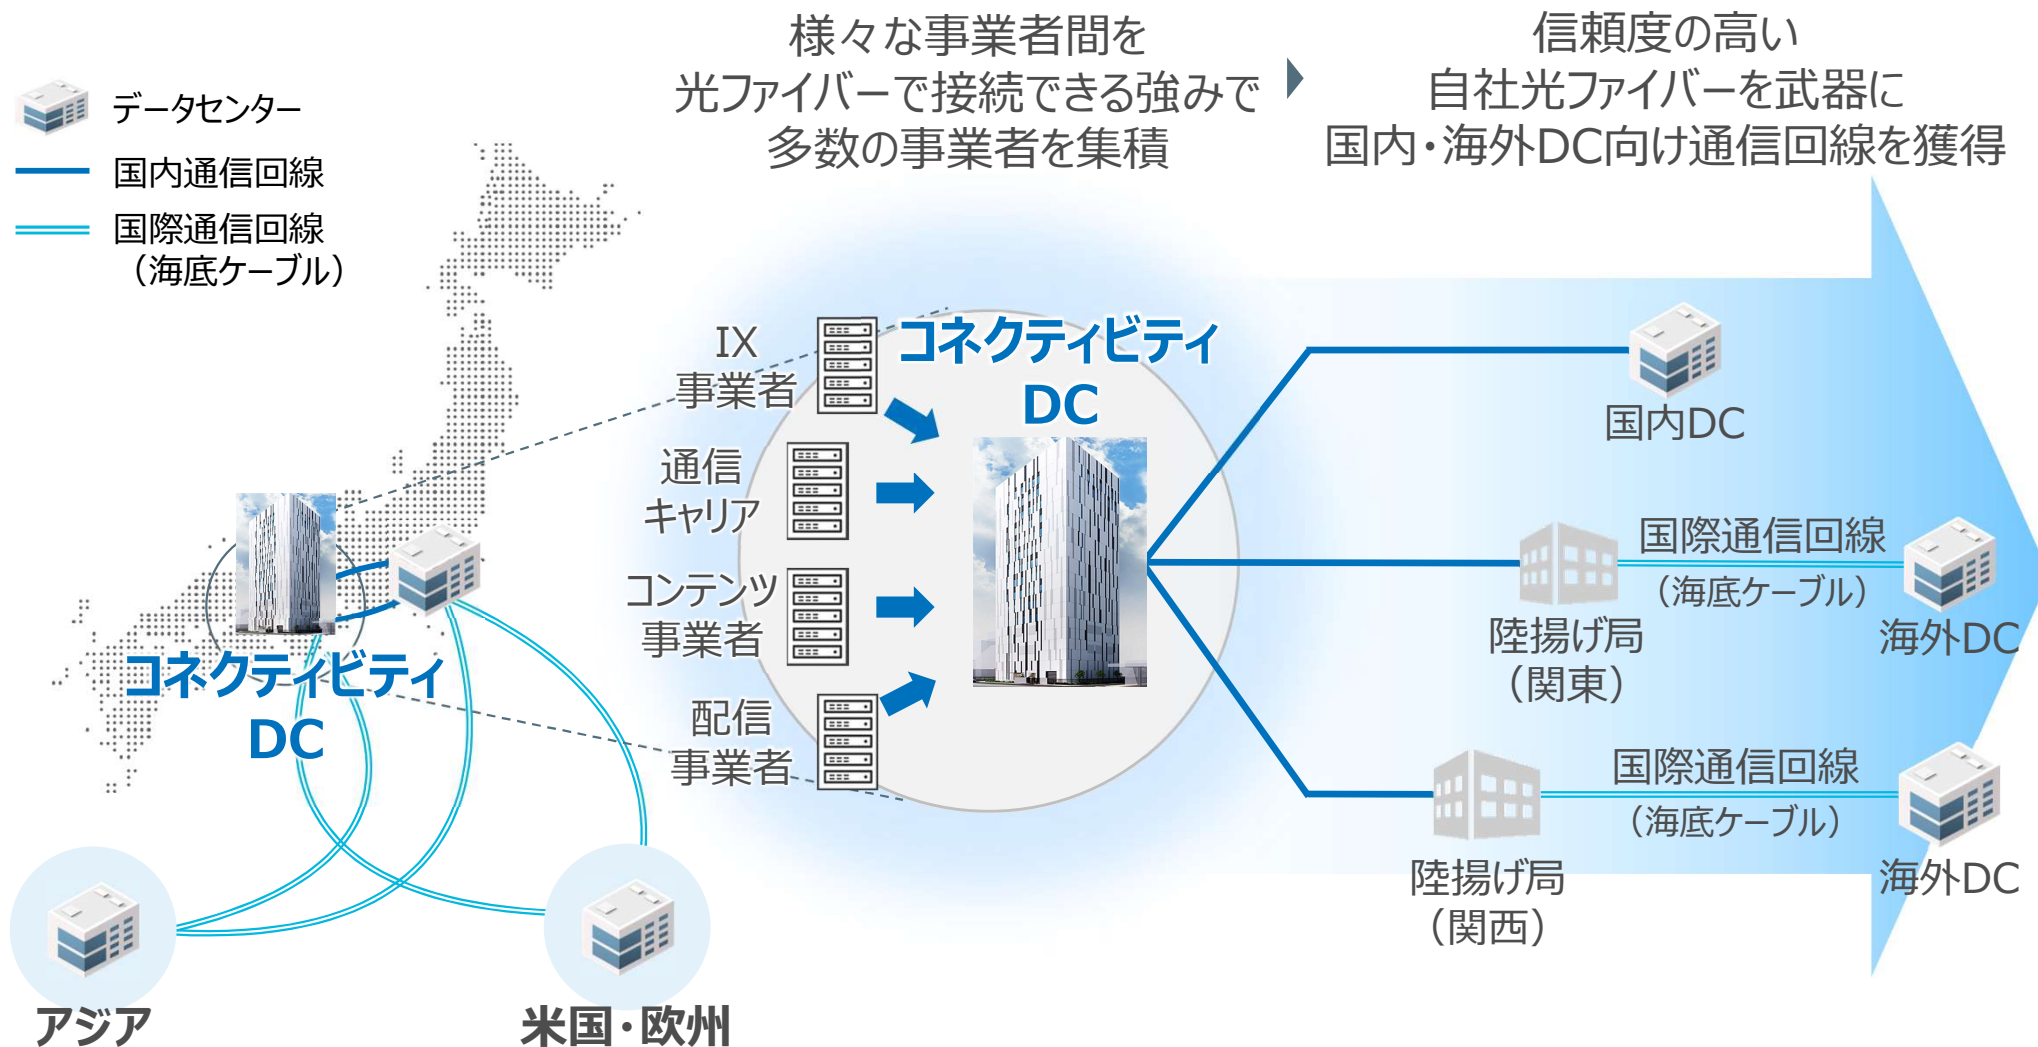 様々な事業者間を
光ファイバーで接続できる強みで
多数の事業者を集積
信頼度の高い
自社光ファイバーを武器に
国内・海外DC向け通信回線を獲得
データセンター
国内通信回線
国際通信回線
（海底ケーブル）
コネクティビティ
DC
アジア
米国・欧州
IX
事業者
通信
キャリア
コンテンツ
事業者
配信
事業者
コネクティビティ
DC
国内DC
陸揚げ局
（関東）
国際通信回線
（海底ケーブル）
海外DC
陸揚げ局
（関西）
国際通信回線
（海底ケーブル）
海外DC